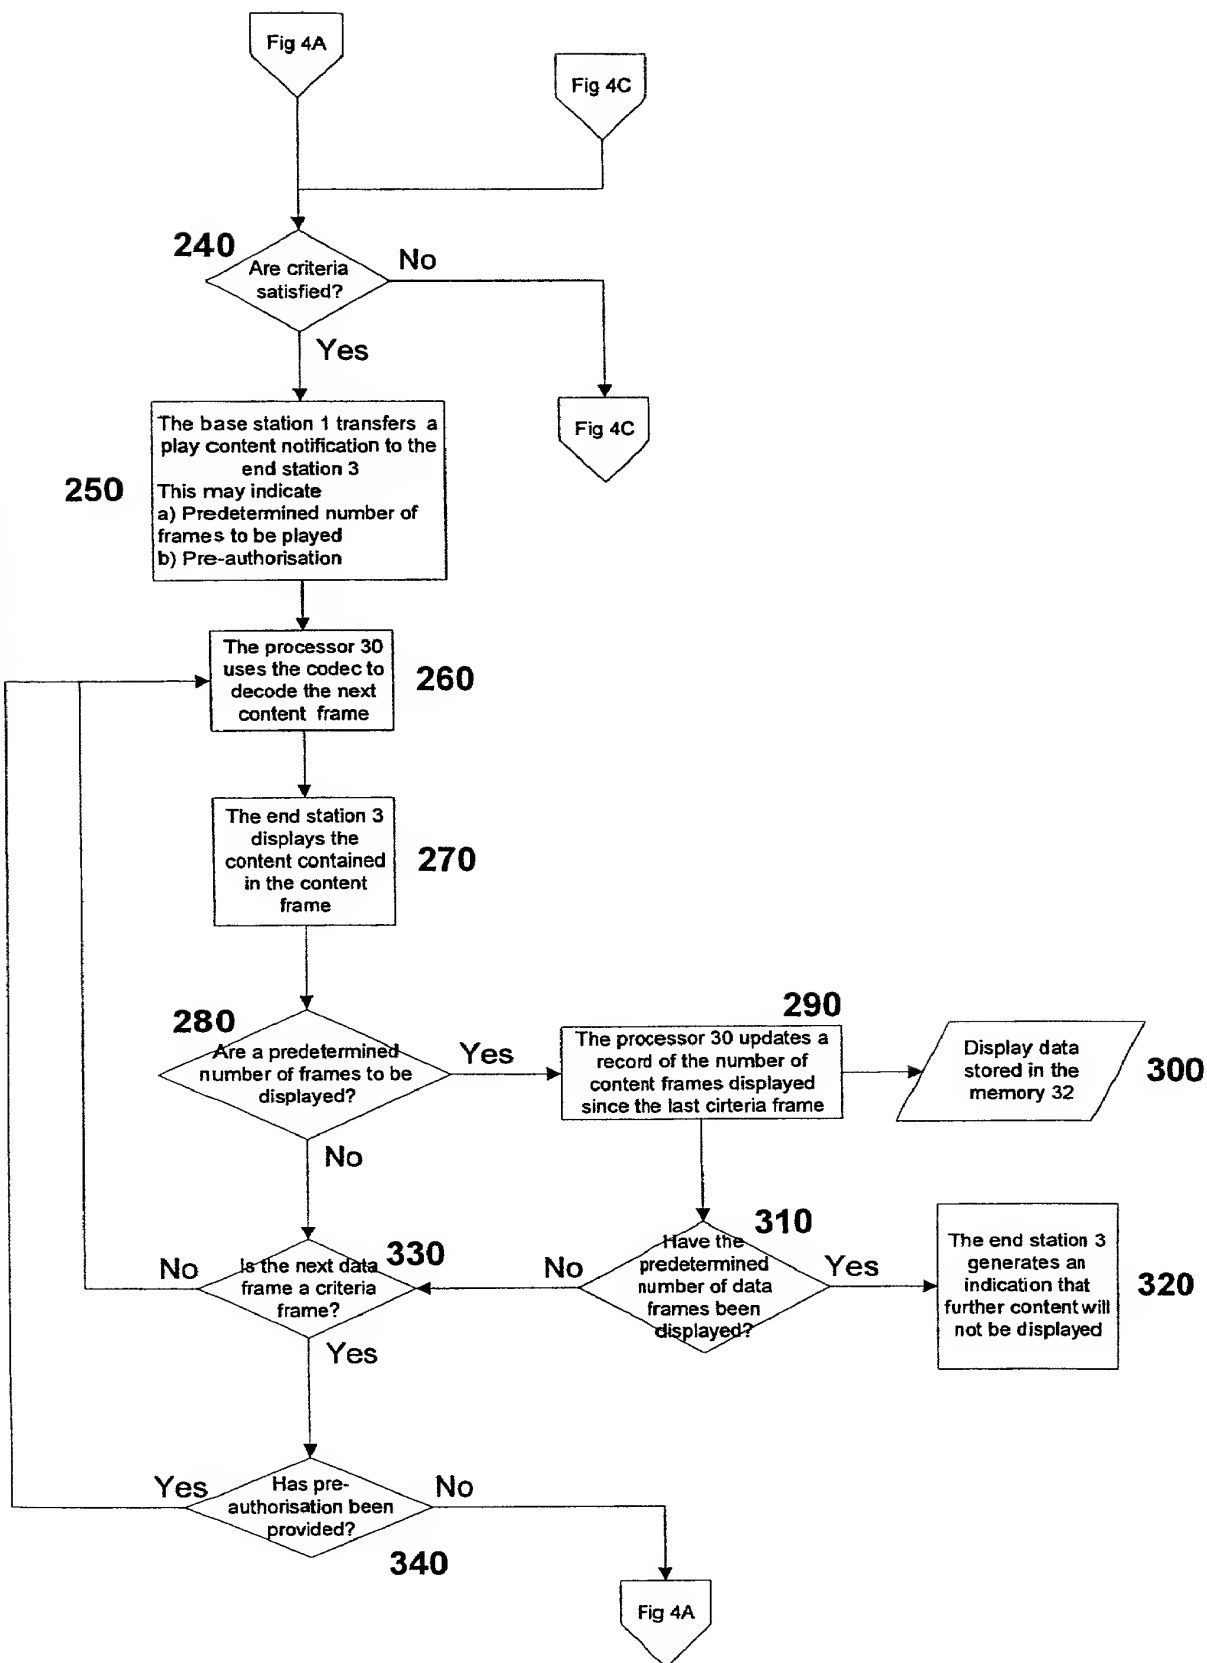 Fig 4A
Fig 4C
240
Are criteria
satisfied?
No
Yes
Fig 4C
250
The base station 1 transfers a
play content notification to the
end station 3
This may indicate
a) Predetermined number of
frames to be played
b) Pre-authorisation
The processor 30
uses the codec to
decode the next
content frame
260
The end station 3
displays the
content contained
in the content
frame
270
280
Are a predetermined
number of frames to be
displayed?
Yes
No
290
The processor 30 updates a
record of the number of
content frames displayed
since the last cirteria frame
Display data
stored in the
memory 32
300
310
Have the
predetermined
number of data
frames been
displayed?
No
Yes
The end station 3
generates an
indication that
further content will
not be displayed
320
330
Is the next data
frame a criteria
frame?
No
Yes
Has pre-
authorisation been
provided?
Yes
No
340
Fig 4A